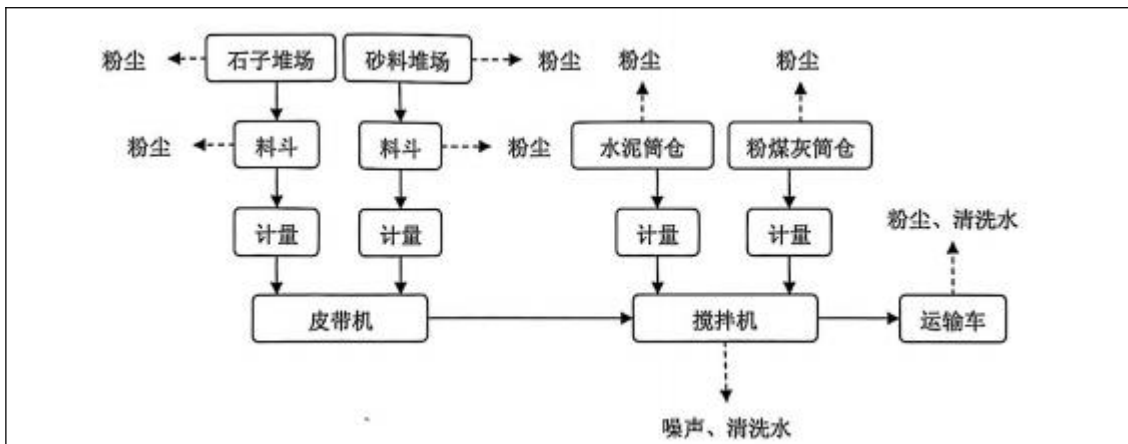 粉尘 石子堆场 砂料堆场 粉尘 粉尘 粉尘
粉尘 料斗 料斗 粉尘 水泥筒仓 粉煤灰筒仓
计量 计量 计量 计量 粉尘、清洗水
皮带机 搅拌机 运输车
噪声、清洗水